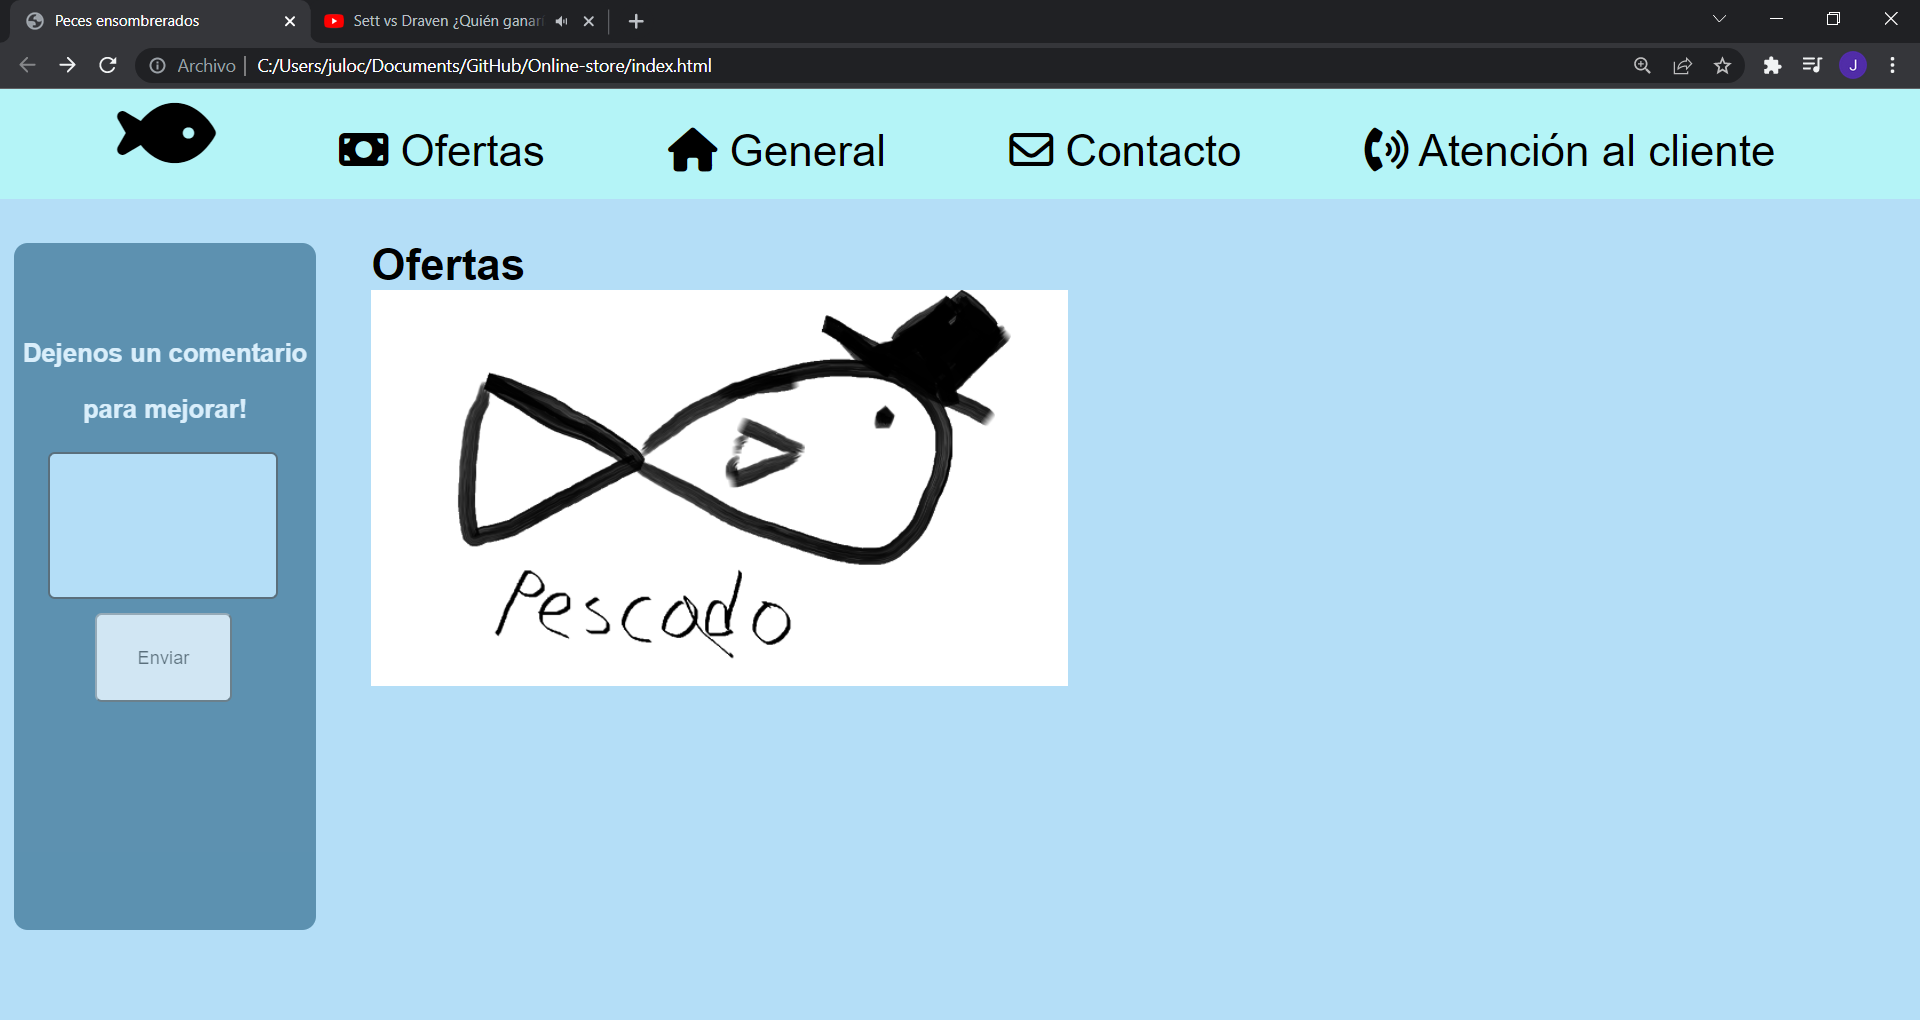 Peces ensombrerados
Sett vs Draven ¿Quién ganar
Archivo | C:/Users/juloc/Documents/GitHub/Online-store/index.html
J
Ofertas
General
Contacto
Atención al cliente
Dejenos un comentario
para mejorar!
Enviar
Ofertas
Pescado